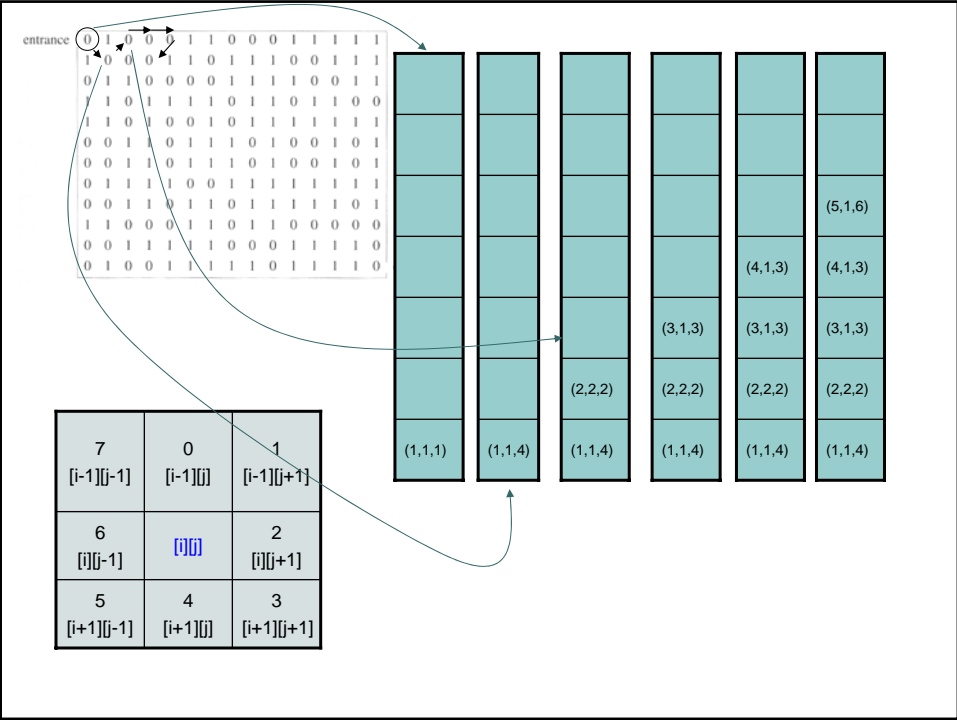 entrance 0 1 0 0 0 1 1 0 0 0 1 1 1 1 1
1 0 0 0 1 1 0 1 1 1 0 0 1 1 1
0 1 1 0 0 0 0 1 1 1 1 0 0 1 1
1 1 0 1 1 1 1 0 1 1 0 1 1 0 0
1 1 0 1 0 0 1 0 1 1 1 1 1 1 1
0 0 1 1 0 1 1 1 0 1 0 0 1 0 1
0 0 1 1 0 1 1 1 0 1 0 0 1 0 1
0 1 1 1 1 0 0 1 1 1 1 1 1 1 1
0 0 1 1 0 1 1 0 1 1 1 1 1 0 1
1 1 0 0 0 1 1 0 1 1 0 0 0 0 0
0 0 1 1 1 1 1 0 0 0 1 1 1 1 0
0 1 0 0 1 1 1 1 1 0 1 1 1 1 0
(5,1,6)
(4,1,3) (4,1,3)
(3,1,3) (3,1,3) (3,1,3)
(2,2,2) (2,2,2) (2,2,2) (2,2,2)
(1,1,1) (1,1,4) (1,1,4) (1,1,4) (1,1,4) (1,1,4)
7 0 1
[i-1][j-1] [i-1][j] [i-1][j+1]
6 [i][j] 2
[i][j-1] [i][j+1]
5 4 3
[i+1][j-1] [i+1][j] [i+1][j+1]